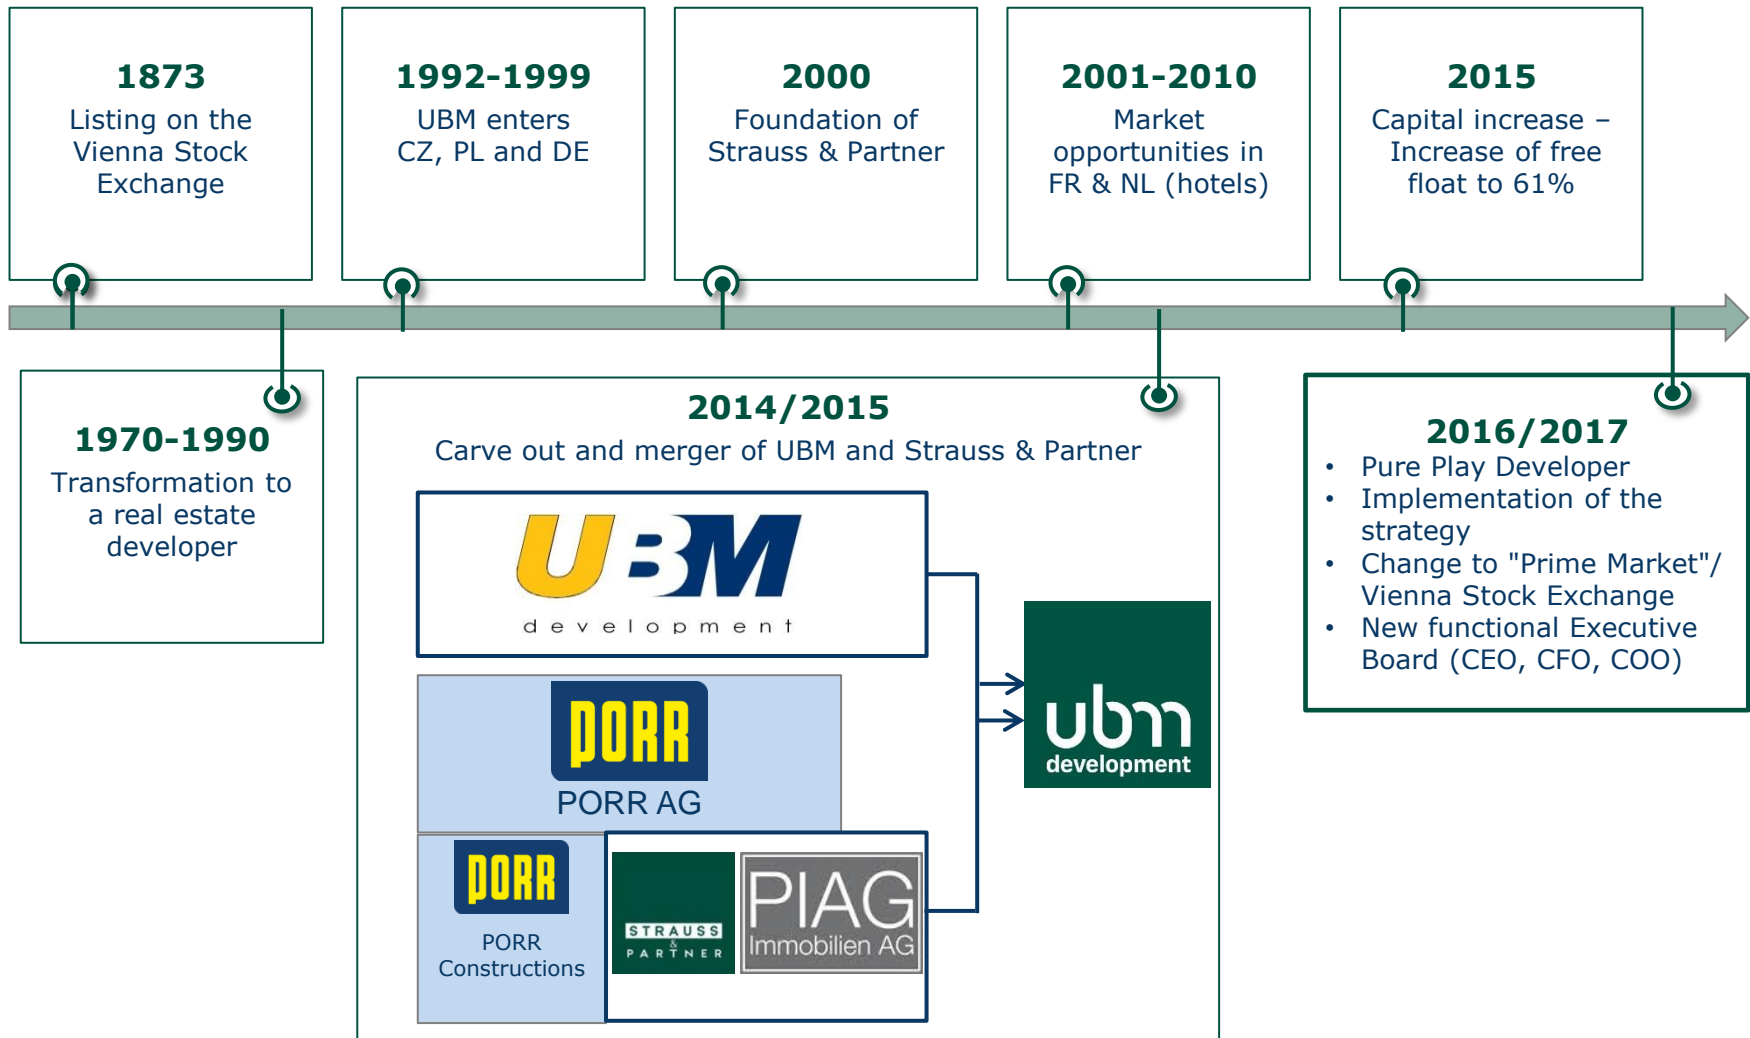 1873
Listing on the
Vienna Stock
Exchange
1992-1999
UBM enters
CZ, PL and DE
2000
Foundation of
Strauss & Partner
2001-2010
Market
opportunities in
FR & NL (hotels)
2015
Capital increase –
Increase of free
float to 61%
1970-1990
Transformation to
a real estate
developer
2014/2015
Carve out and merger of UBM and Strauss & Partner
UBM
development
PORR
PORR AG
PORR
PORR
Constructions
STRAUSS
&
PARTNER
PIAG
Immobilien AG
ubm
development
2016/2017
• Pure Play Developer
• Implementation of the
strategy
• Change to "Prime Market"/
Vienna Stock Exchange
• New functional Executive
Board (CEO, CFO, COO)